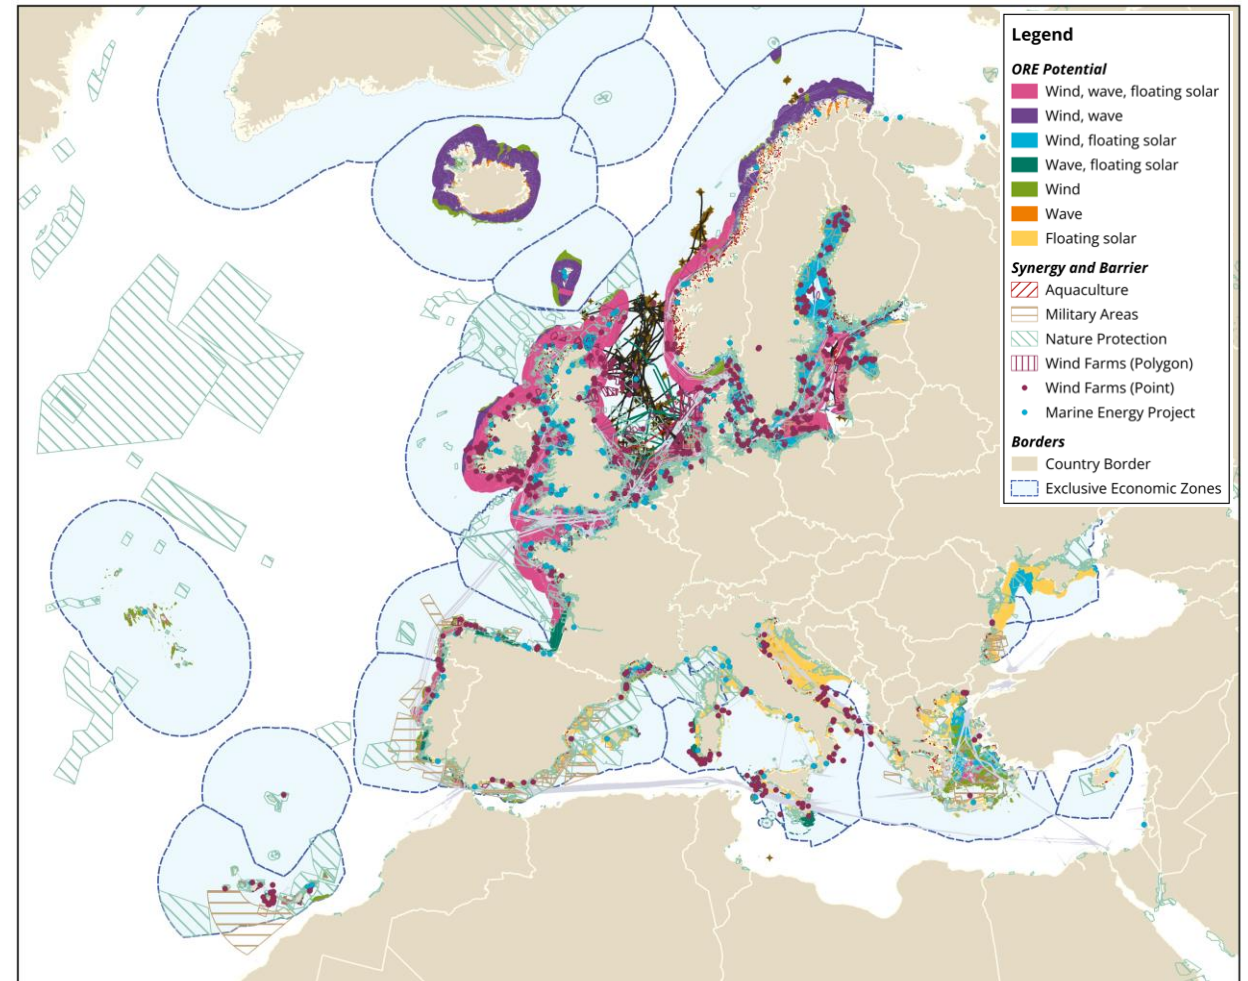 Legend
ORE Potential
Wind, wave, floating solar
Wind, wave
Wind, floating solar
Wave, floating solar
Wind
Wave
Floating solar
Synergy and Barrier
Aquaculture
Military Areas
Nature Protection
Wind Farms (Polygon)
Wind Farms (Point)
Marine Energy Project
Borders
Country Border
Exclusive Economic Zones